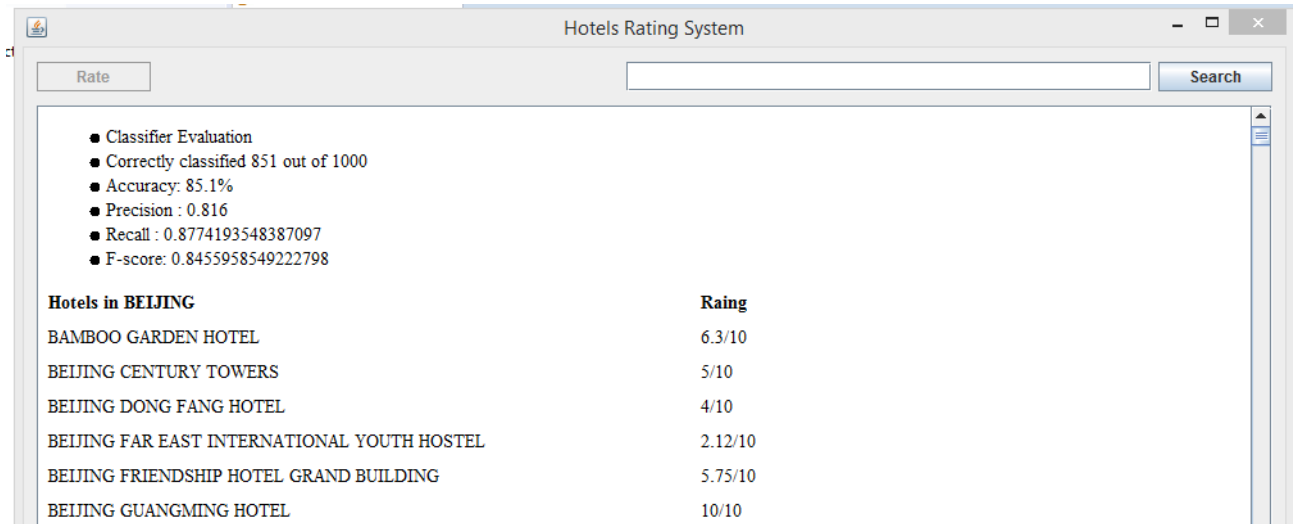 Hotels Rating System
Rate
Search
Classifier Evaluation
Correctly classified 851 out of 1000
Accuracy: 85.1%
Precision : 0.816
Recall : 0.8774193548387097
F-score: 0.8455958549222798
Hotels in BEIJING Raing
BAMBOO GARDEN HOTEL 6.3/10
BEIJING CENTURY TOWERS 5/10
BEIJING DONG FANG HOTEL 4/10
BEIJING FAR EAST INTERNATIONAL YOUTH HOSTEL 2.12/10
BEIJING FRIENDSHIP HOTEL GRAND BUILDING 5.75/10
BEIJING GUANGMING HOTEL 10/10